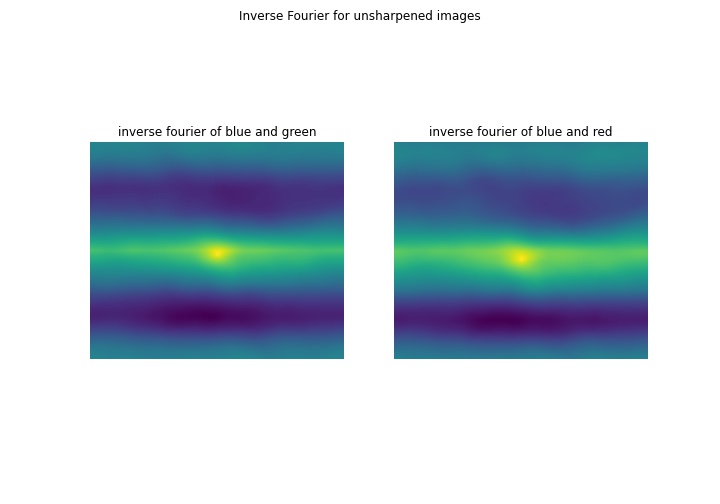 Inverse Fourier for unsharpened images
inverse fourier of blue and green
inverse fourier of blue and red